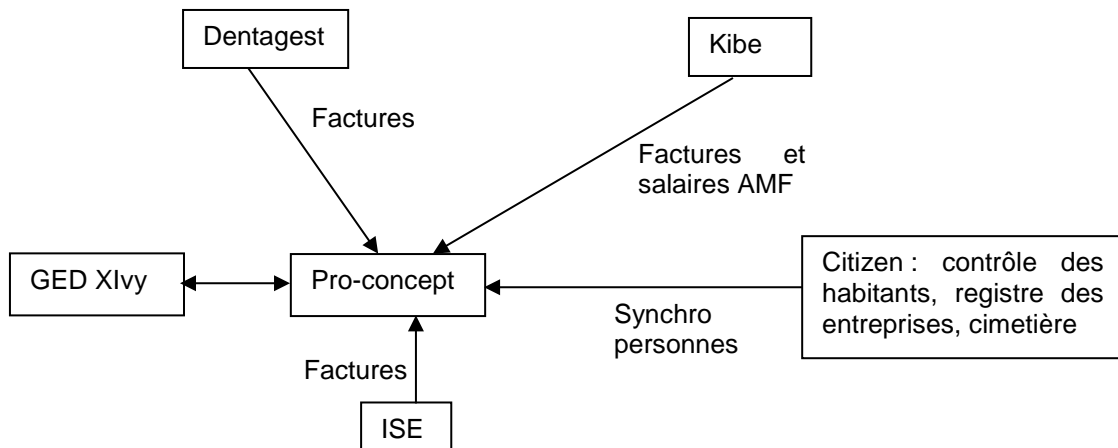 Dentagest
Kibe
Factures
Factures et
salaires AMF
GED XIvy
Pro-concept
Citizen : contrôle des
habitants, registre des
entreprises, cimetière
Synchro
personnes
Factures
ISE